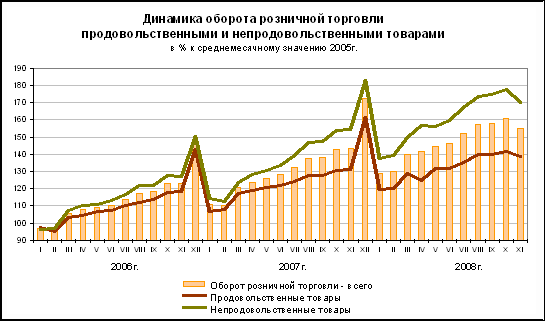 Динамика оборота розничной торговли
продовольственными и непродовольственными товарами
в % к среднемесячному значению 2005г.
190
180
170
160
150
140
130
120
110
100
90
I II III IV V VI VII VIII IX X XI XII I II III IV V VI VII VIII IX X XI XII I II III IV V VI VII VIII IX X XI
2006г. 2007г. 2008г.
Оборот розничной торговли - всего
Продовольственные товары
Непродовольственные товары